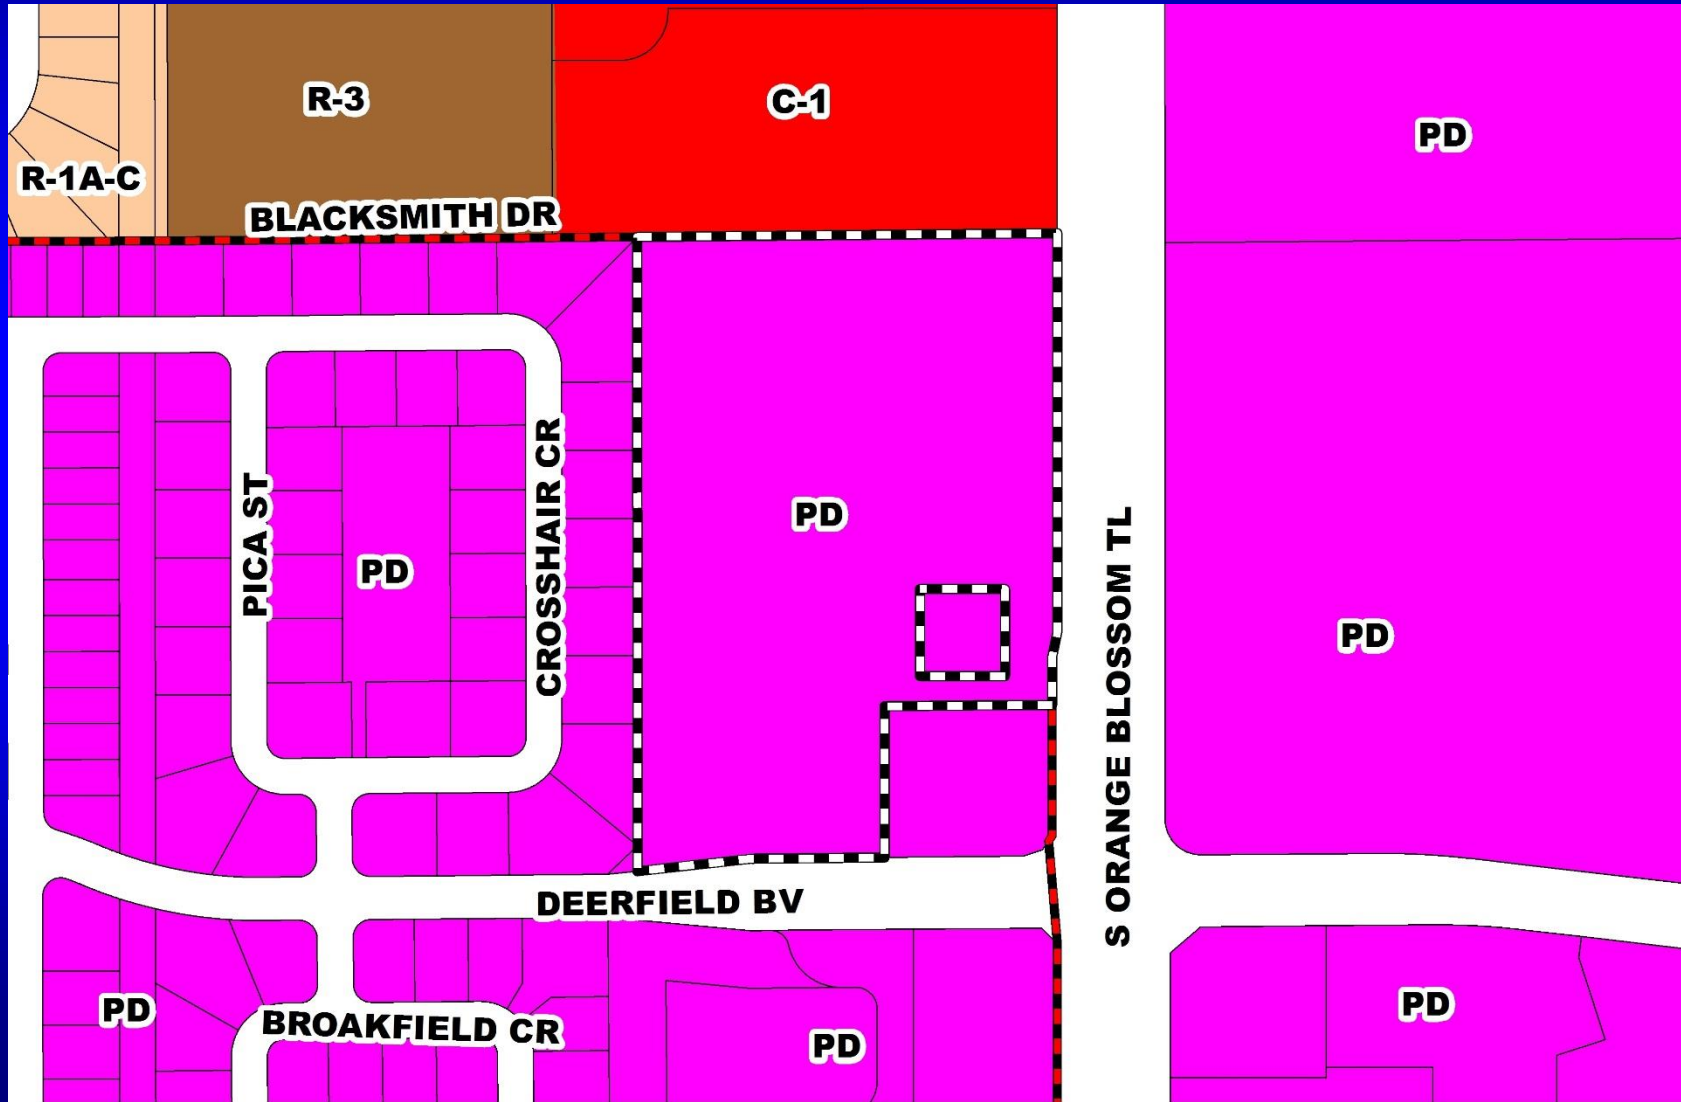 R-3
C-1
PD
R-1A-C
BLACKSMITH DR
PD
PICA ST
PD
CROSSHAIR CR
S ORANGE BLOSSOM TL
PD
DEERFIELD BV
PD
BROAKFIELD CR
PD
PD